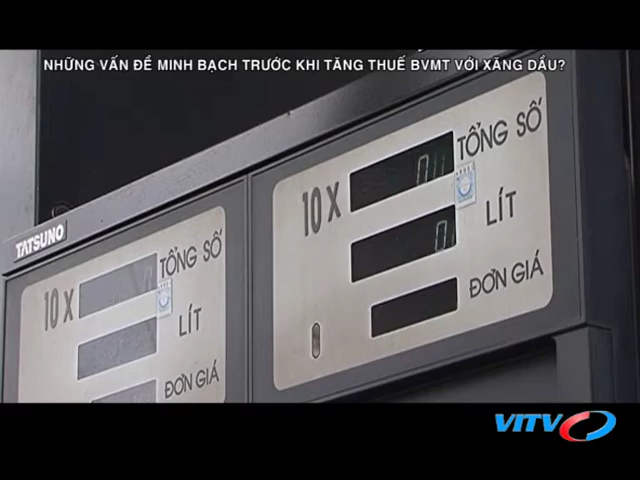 NHỮNG VẤN ĐỀ MINH BẠCH TRƯỚC KHI TĂNG THUẾ BVMT VỚI XĂNG DẦU?
TATSUNO
10 X
TỔNG SỐ
LÍT
ĐƠN GIÁ
10 X
TỔNG SỐ
LÍT
ĐƠN GIÁ
VITV